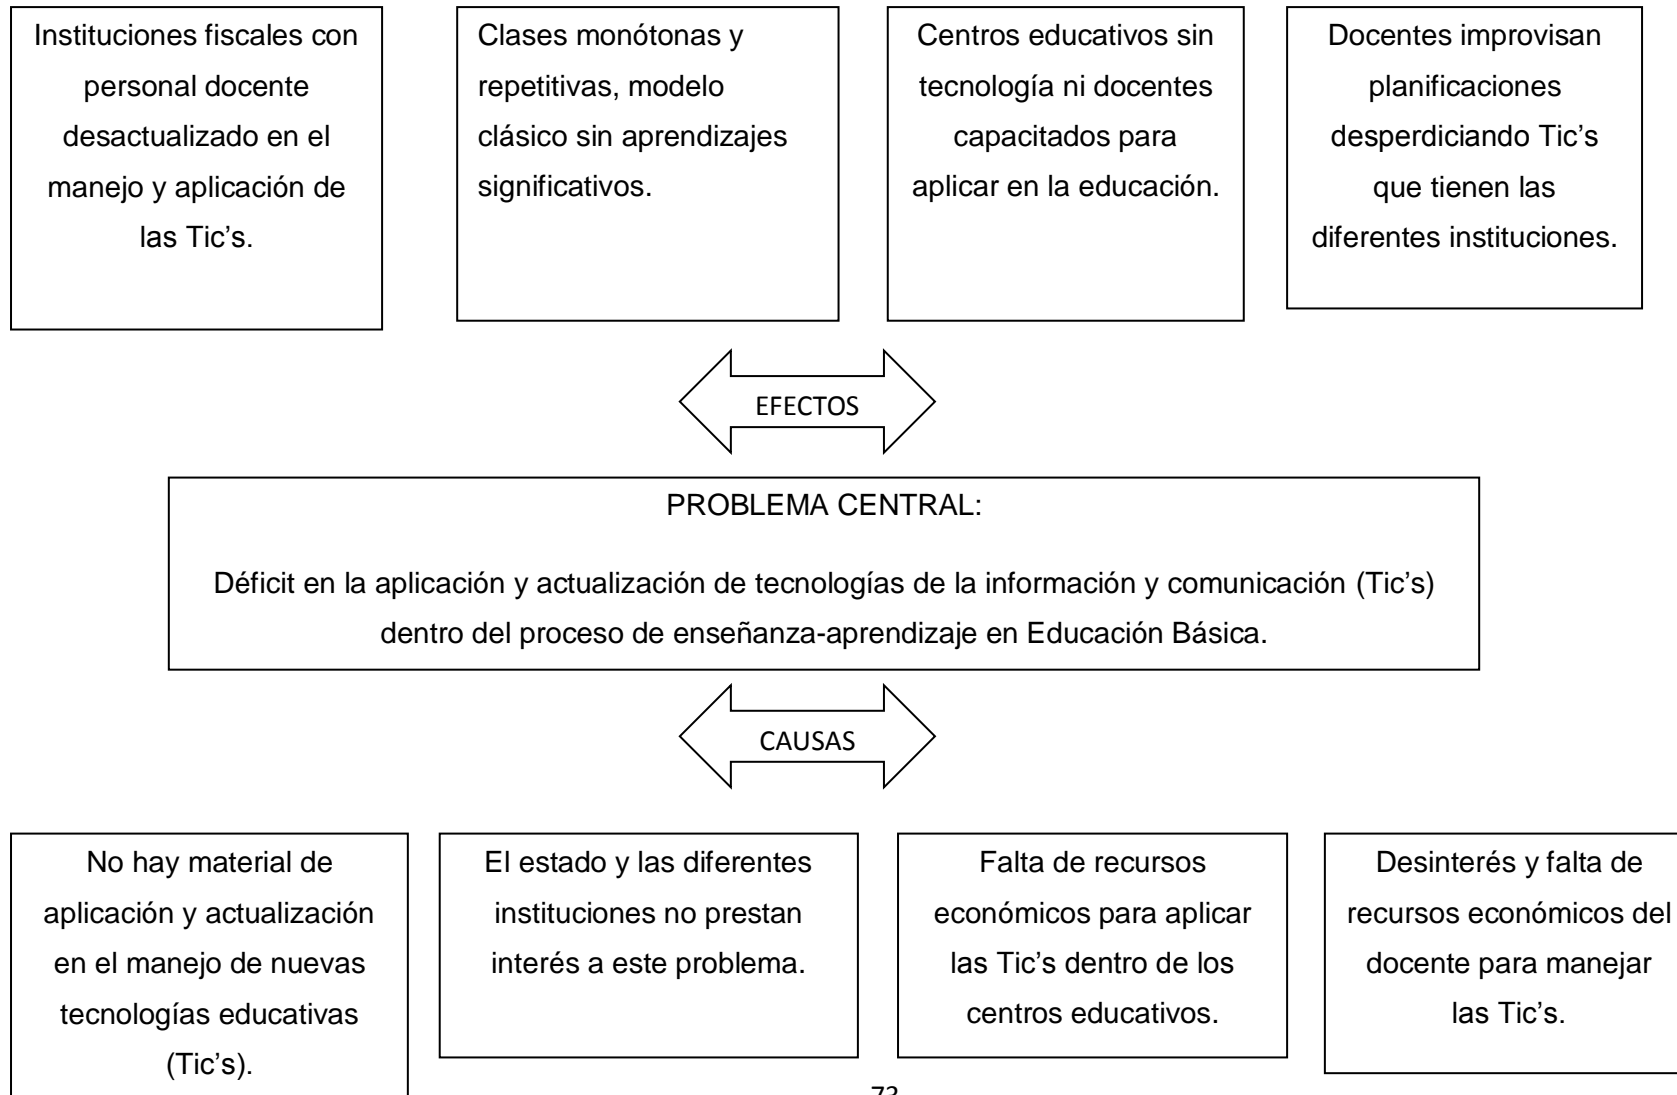 Instituciones fiscales con
personal docente
desactualizado en el
manejo y aplicación de
las Tic’s.
Clases monótonas y
repetitivas, modelo
clásico sin aprendizajes
significativos.
Centros educativos sin
tecnología ni docentes
capacitados para
aplicar en la educación.
Docentes improvisan
planificaciones
desperdiciando Tic’s
que tienen las
diferentes instituciones.
EFECTOS
PROBLEMA CENTRAL:
Déficit en la aplicación y actualización de tecnologías de la información y comunicación (Tic’s)
dentro del proceso de enseñanza-aprendizaje en Educación Básica.
CAUSAS
No hay material de
aplicación y actualización
en el manejo de nuevas
tecnologías educativas
(Tic’s).
El estado y las diferentes
instituciones no prestan
interés a este problema.
Falta de recursos
económicos para aplicar
las Tic’s dentro de los
centros educativos.
Desinterés y falta de
recursos económicos del
docente para manejar
las Tic’s.